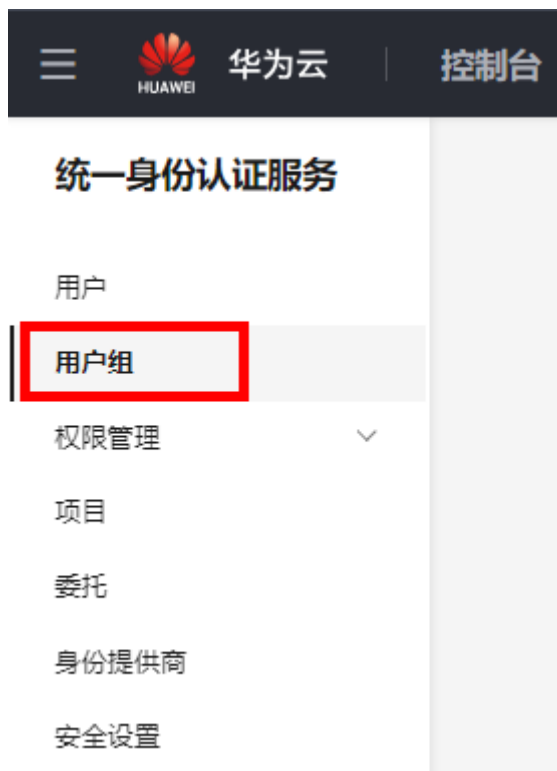 HUAWEI 华为云 控制台
统一身份认证服务
用户
用户组
权限管理
项目
委托
身份提供商
安全设置